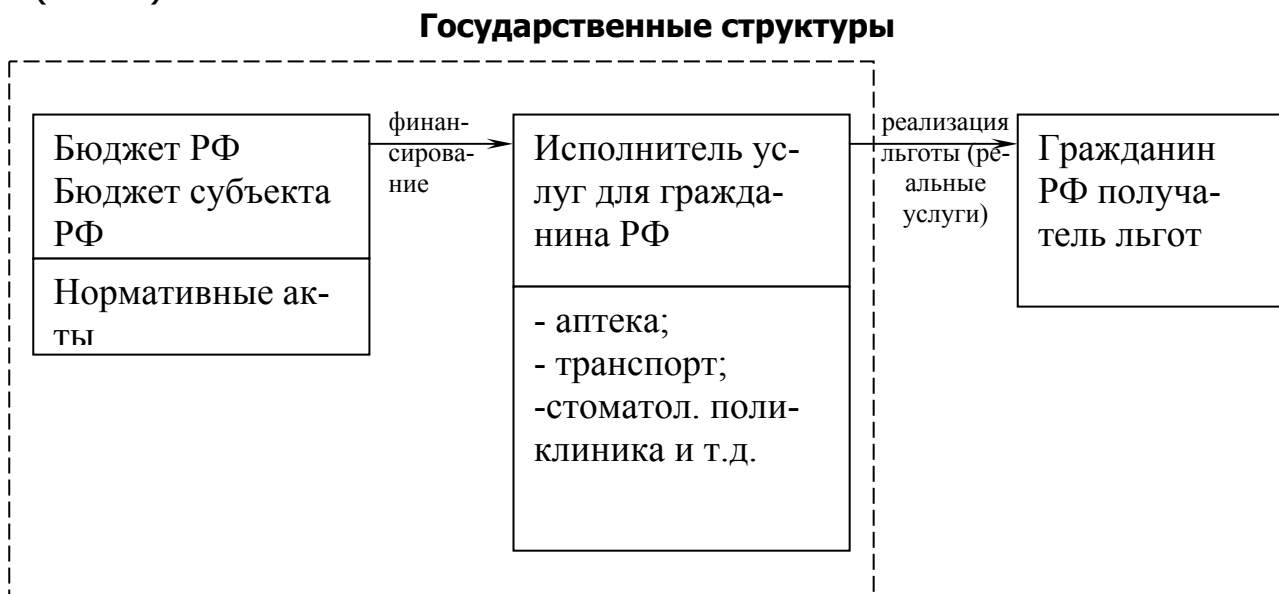 Государственные структуры
Бюджет РФ
Бюджет субъекта
РФ
Нормативные ак-
ты
финан-
сирова-
ние
Исполнитель ус-
луг для гражда-
нина РФ
- аптека;
- транспорт;
-стоматол. поли-
клиника и т.д.
реализация
льготы (ре-
альные
услуги)
Гражданин
РФ получа-
тель льгот